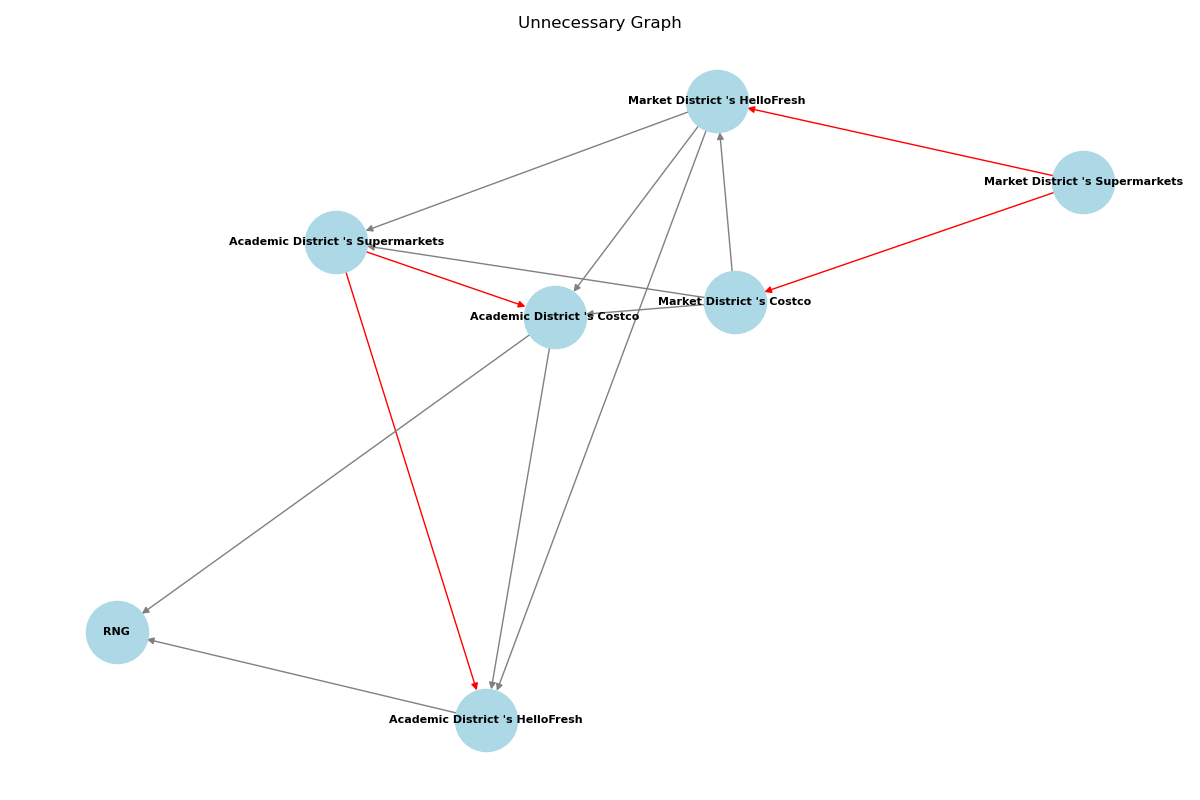 Unnecessary Graph
Market District 's HelloFresh
Market District 's Supermarkets
Academic District 's Supermarkets
Market District 's Costco
Academic District 's Costco
RNG
Academic District 's HelloFresh